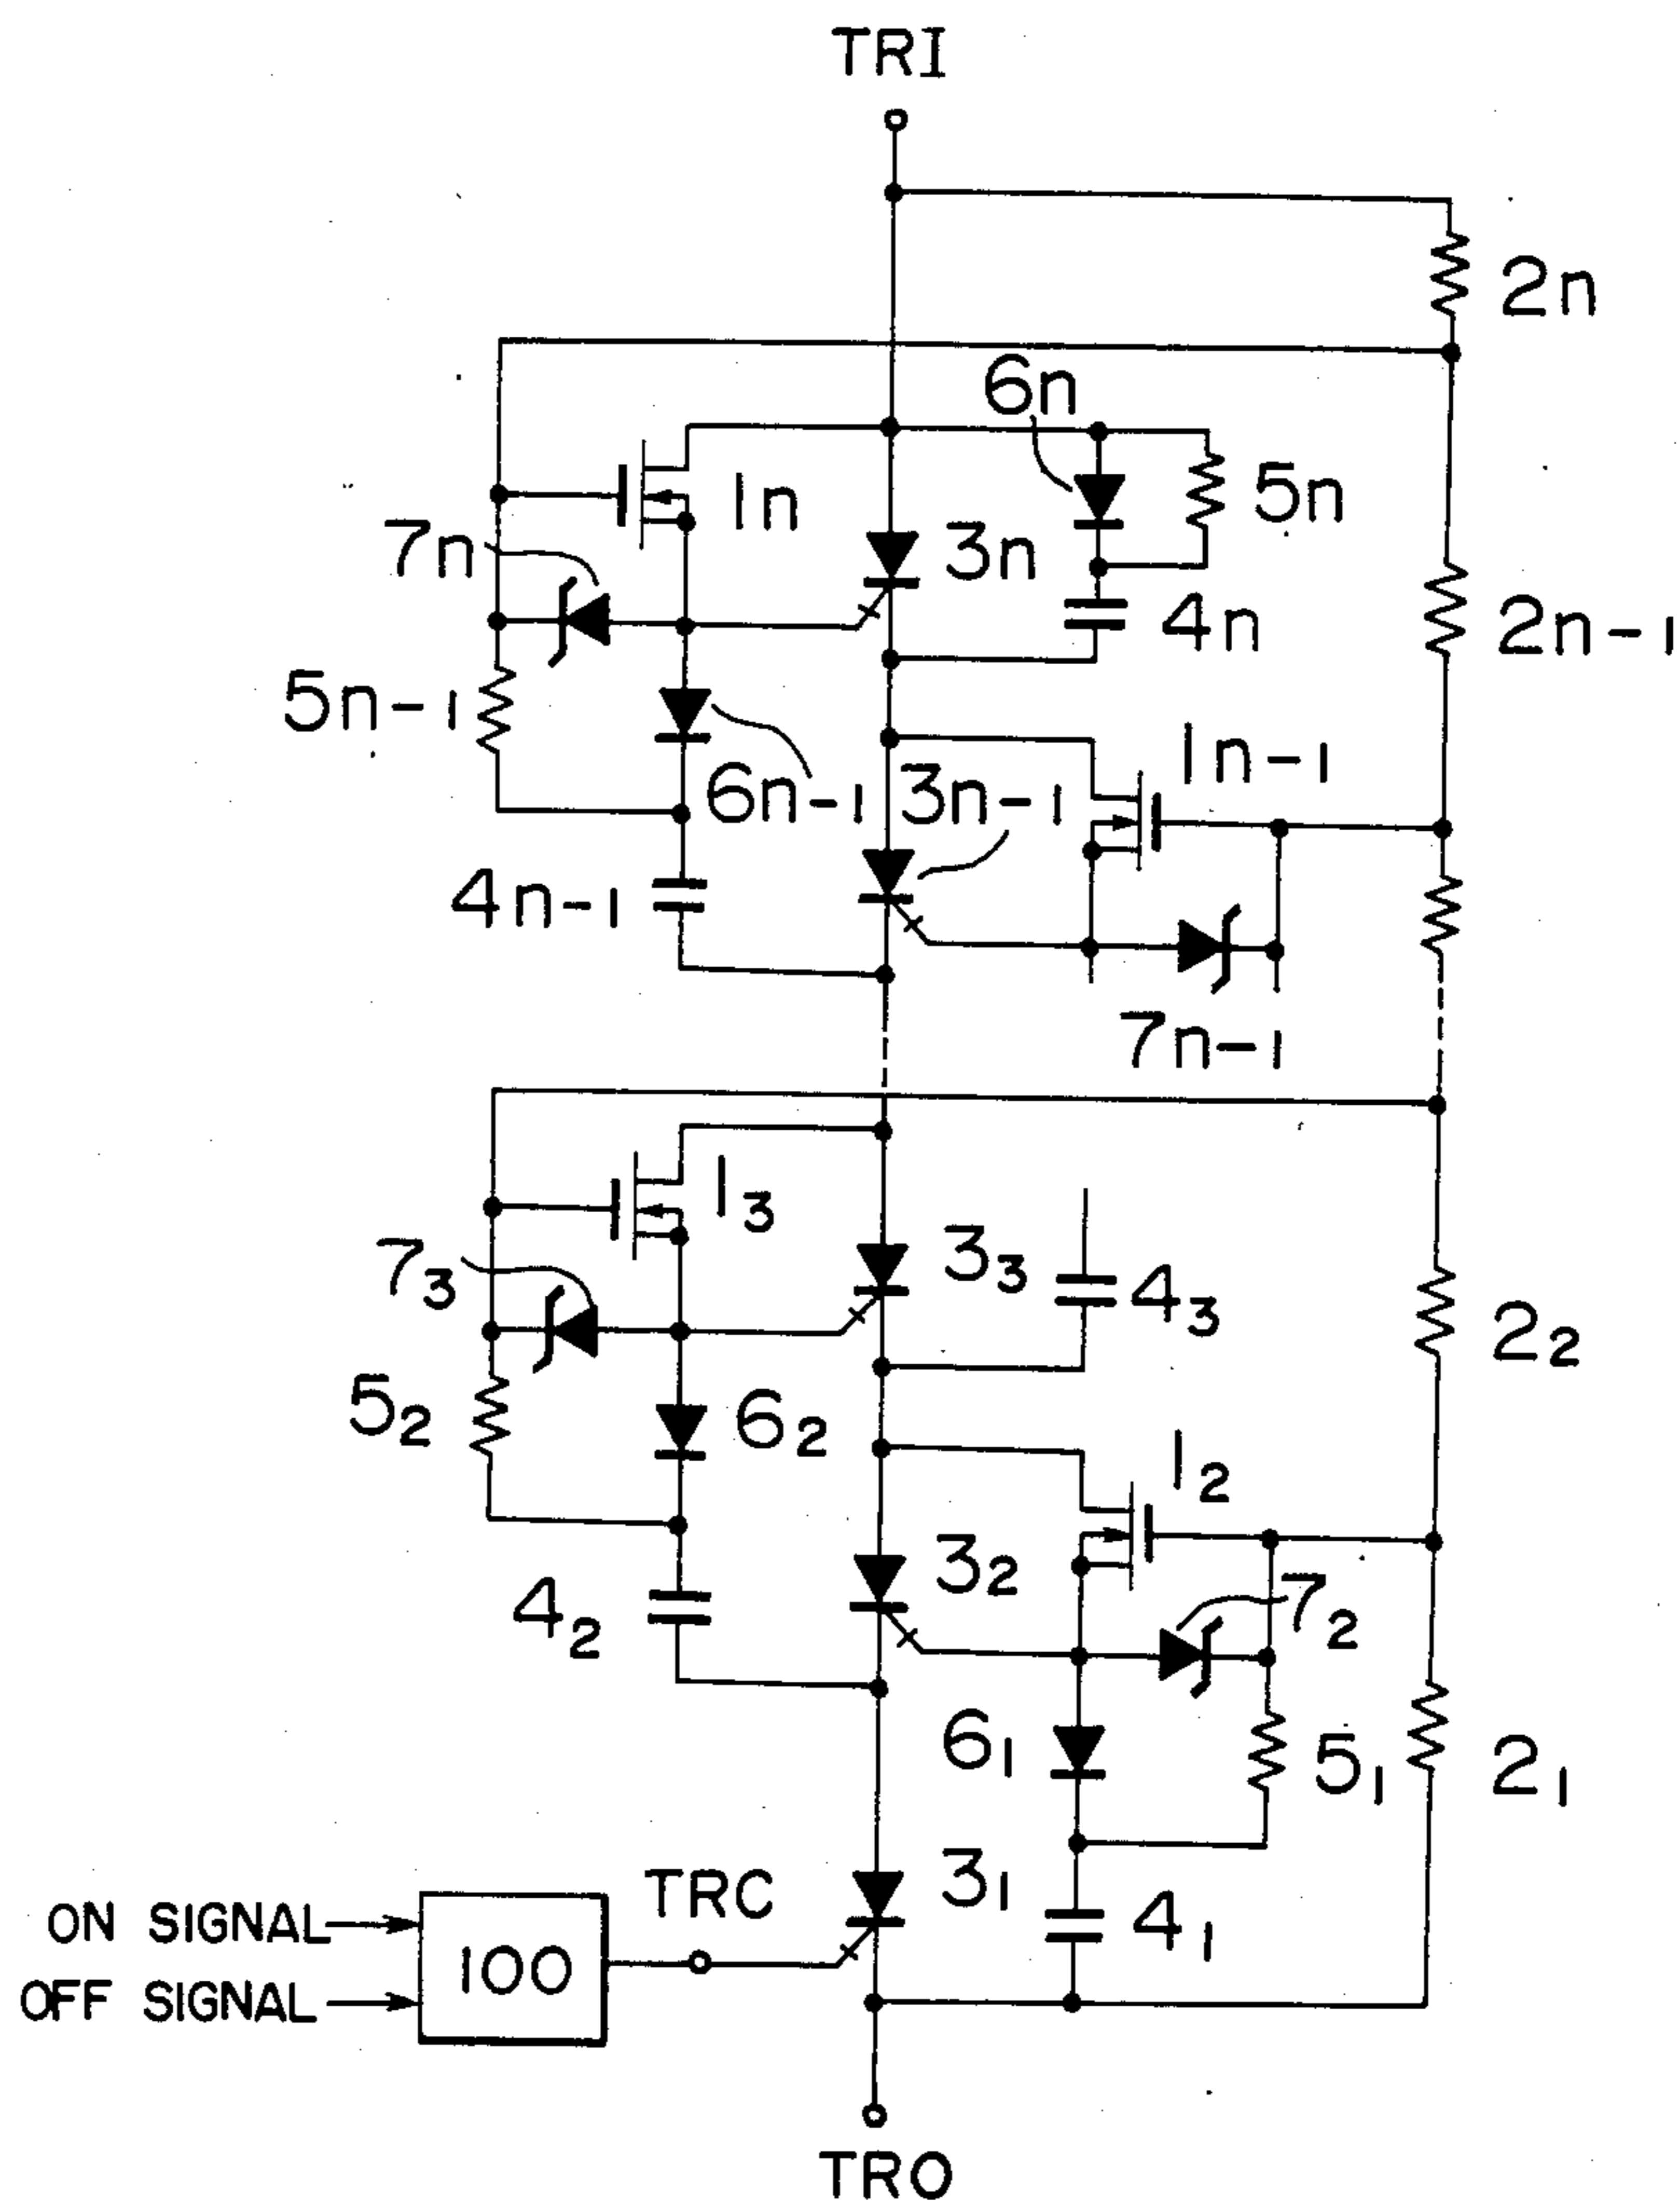 TRI
2n
6n
1n
5n
7n
3n
4n
2n-1
5n-1
1n-1
6n-1
3n-1
4n-1
7n-1
1₃
7₃
3₃
4₃
2₂
5₂
6₂
1₂
3₂
4₂
7₂
6₁
5₁
2₁
TRC
3₁
4₁
ON SIGNAL
100
OFF SIGNAL
TRO